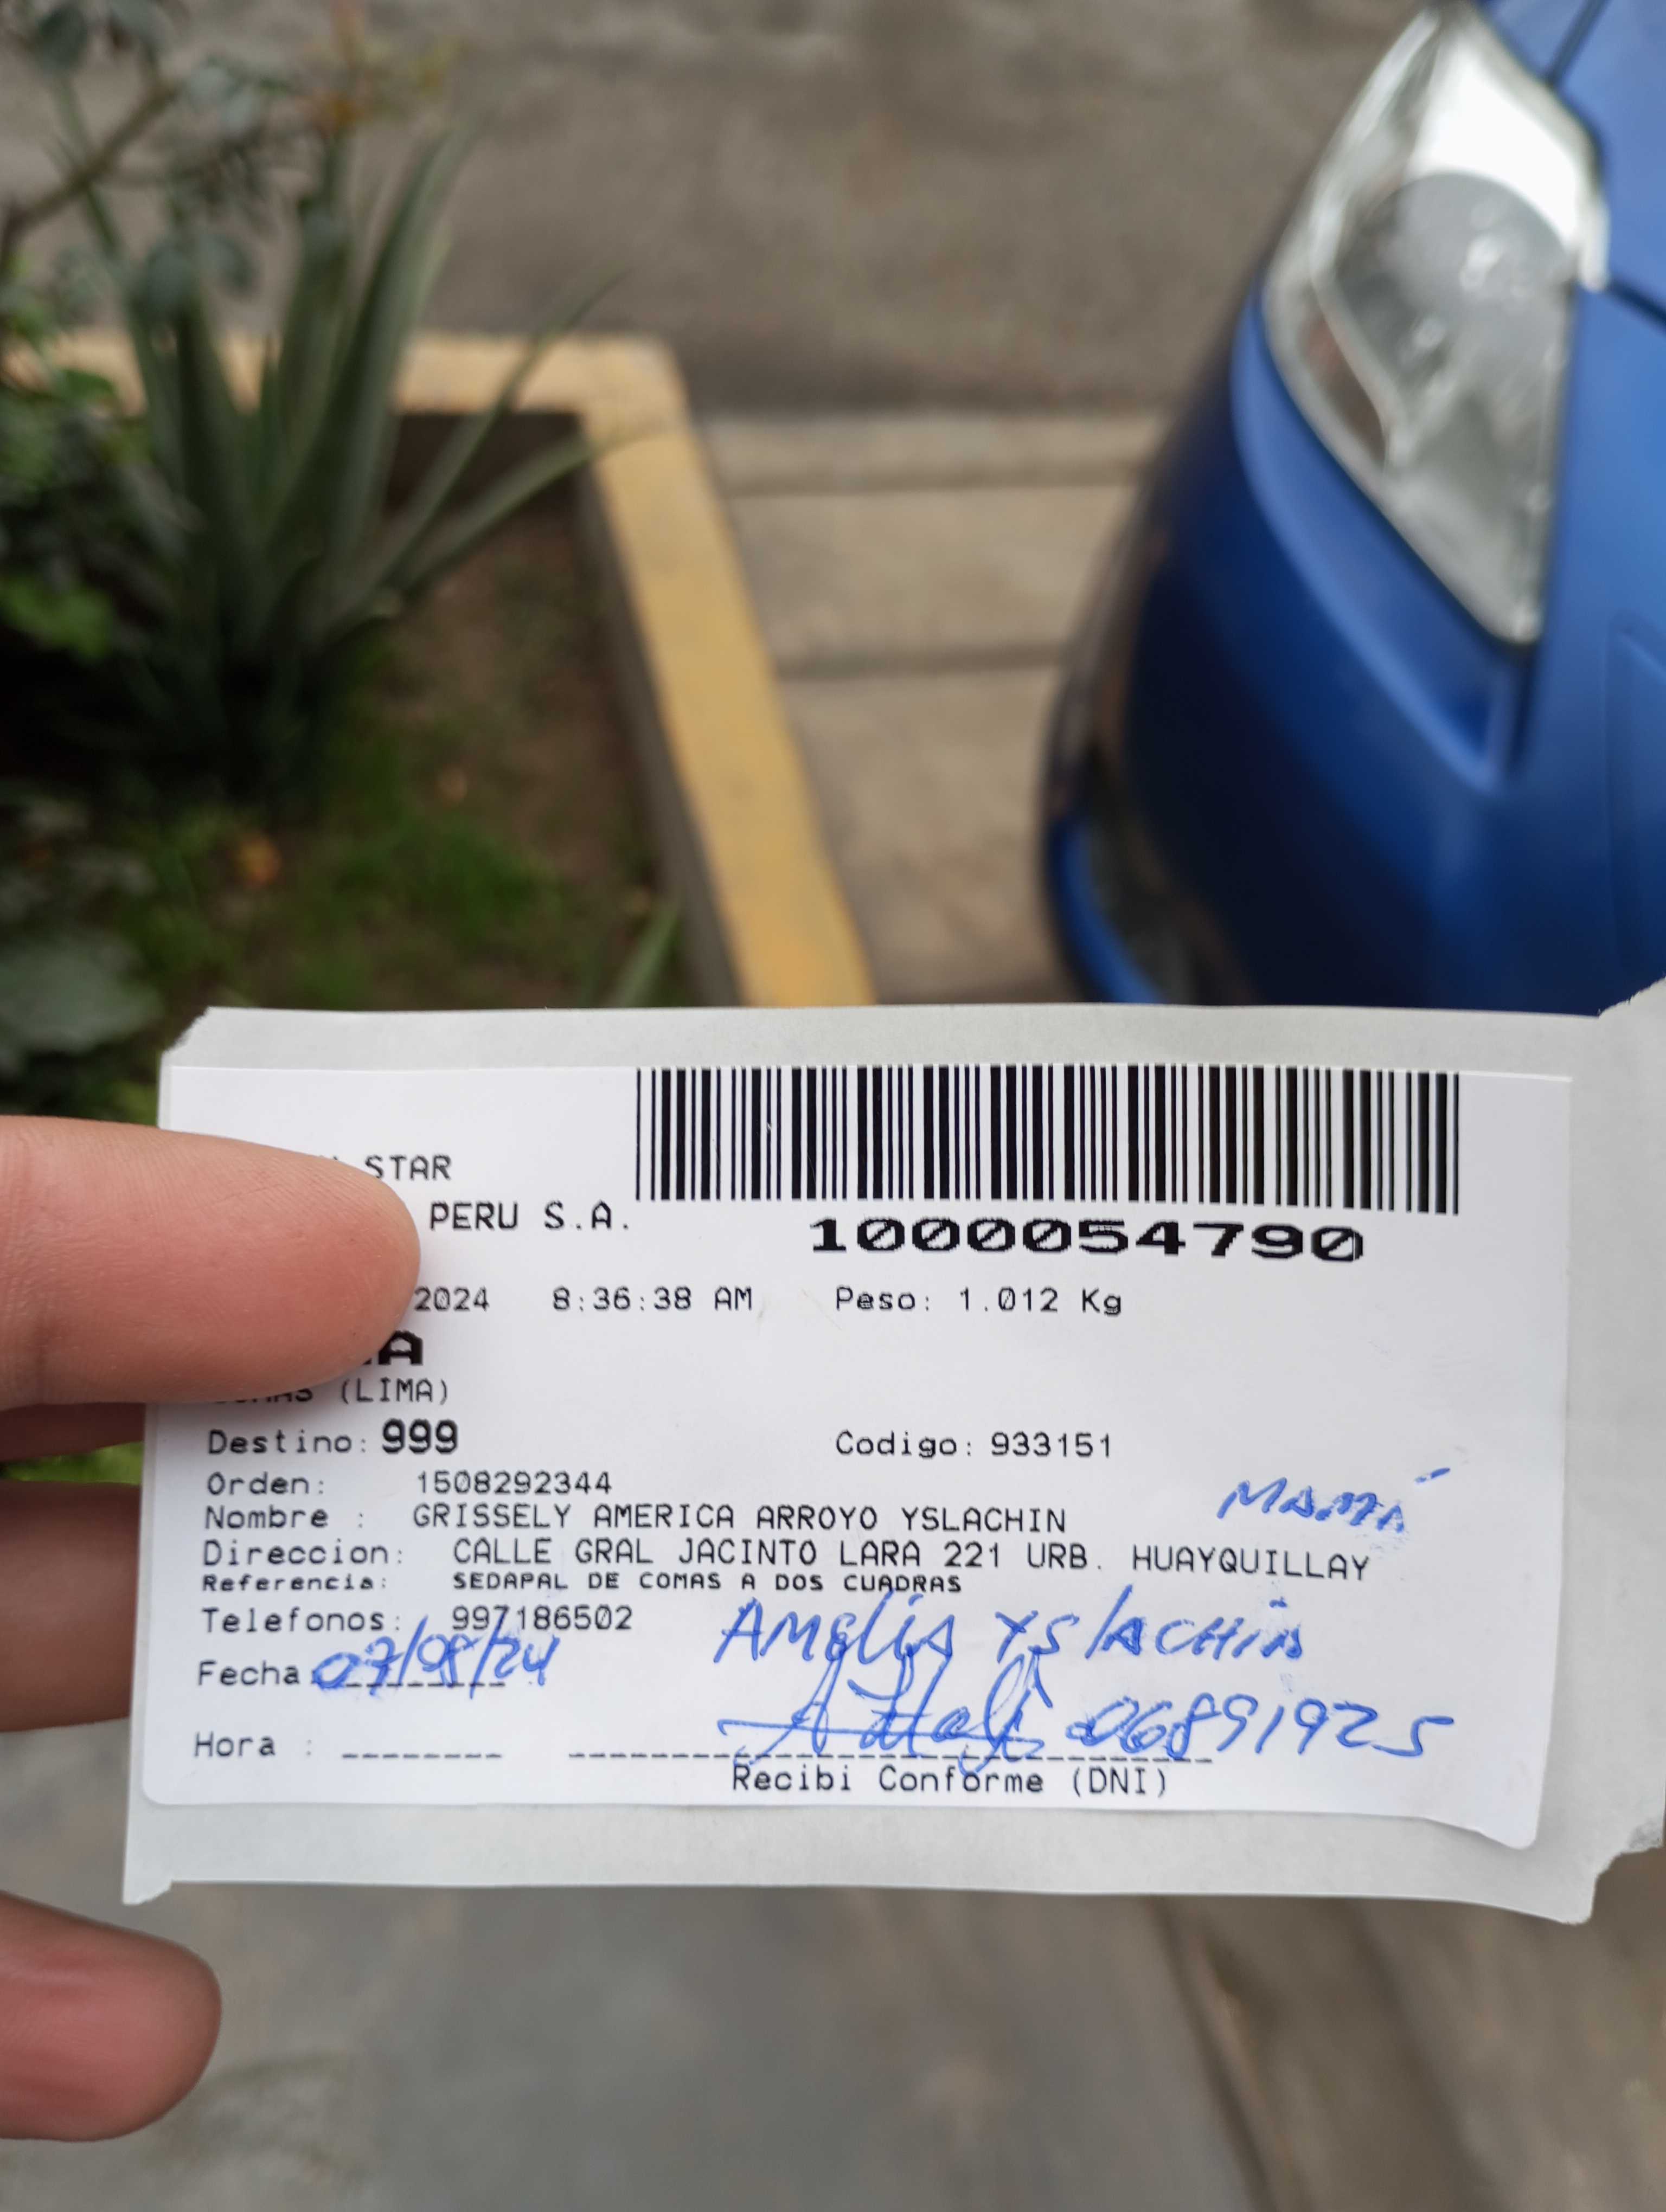 STAR
PERU S.A.
1000054790
2024 8:36:38 AM Peso: 1.012 Kg
(LIMA)
Destino: 999 Codigo: 933151
Orden: 1508292344
MAMÁ
Nombre : GRISSELY AMERICA ARROYO YSLACHIN
Direccion: CALLE GRAL JACINTO LARA 221 URB. HUAYQUILLAY
Referencia: SEDAPAL DE COMAS A DOS CUADRAS
Telefonos: 997186502
AMELIA YSLACHIN
Fecha 07/08/24
06891925
Hora :
Recibi Conforme (DNI)